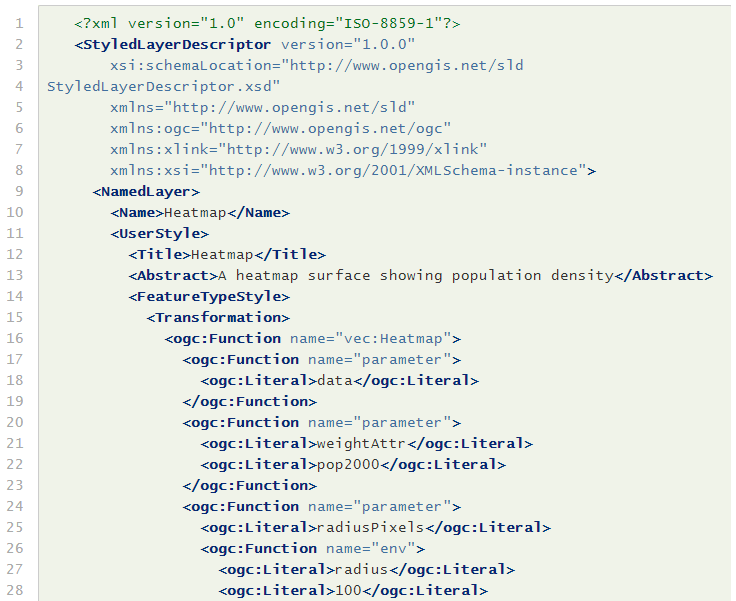 1 <?xml version="1.0" encoding="ISO-8859-1"?>
2 <StyledLayerDescriptor version="1.0.0"
3 xsi:schemaLocation="http://www.opengis.net/sld
4 StyledLayerDescriptor.xsd"
5 xmlns="http://www.opengis.net/sld"
6 xmlns:ogc="http://www.opengis.net/ogc"
7 xmlns:xlink="http://www.w3.org/1999/xlink"
8 xmlns:xsi="http://www.w3.org/2001/XMLSchema-instance">
9 <NamedLayer>
10 <Name>Heatmap</Name>
11 <UserStyle>
12 <Title>Heatmap</Title>
13 <Abstract>A heatmap surface showing population density</Abstract>
14 <FeatureTypeStyle>
15 <Transformation>
16 <ogc:Function name="vec:Heatmap">
17 <ogc:Function name="parameter">
18 <ogc:Literal>data</ogc:Literal>
19 </ogc:Function>
20 <ogc:Function name="parameter">
21 <ogc:Literal>weightAttr</ogc:Literal>
22 <ogc:Literal>pop2000</ogc:Literal>
23 </ogc:Function>
24 <ogc:Function name="parameter">
25 <ogc:Literal>radiusPixels</ogc:Literal>
26 <ogc:Function name="env">
27 <ogc:Literal>radius</ogc:Literal>
28 <ogc:Literal>100</ogc:Literal>